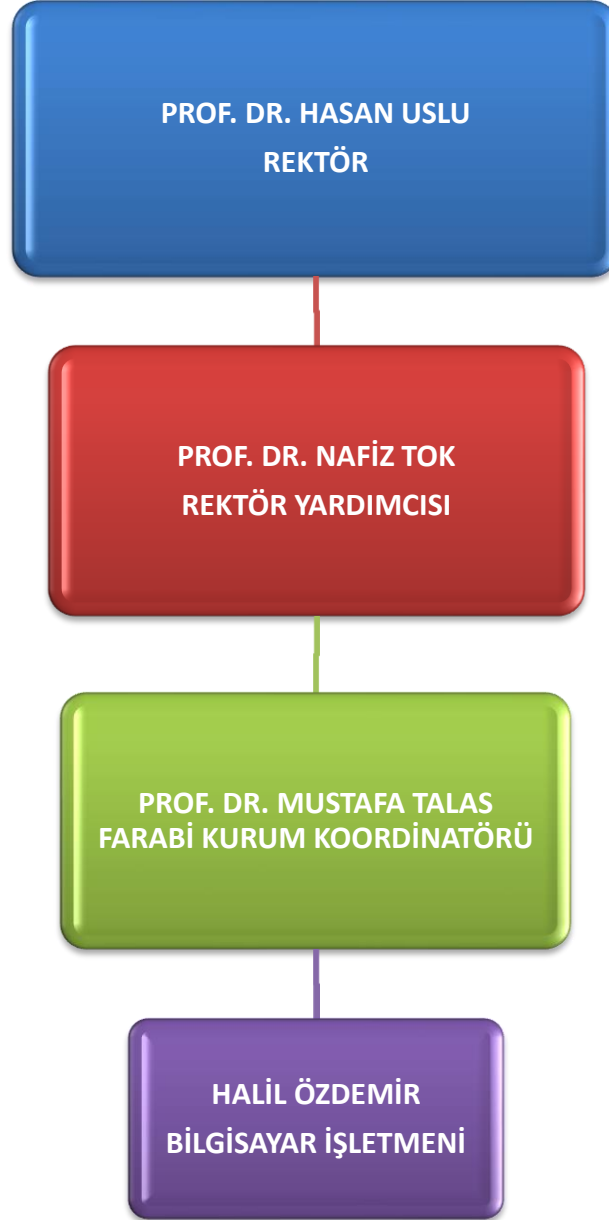 PROF. DR. HASAN USLU
REKTÖR
PROF. DR. NAFİZ TOK
REKTÖR YARDIMCISI
PROF. DR. MUSTAFA TALAS
FARABİ KURUM KOORDİNATÖRÜ
HALİL ÖZDEMİR
BİLGİSAYAR İŞLETMENİ